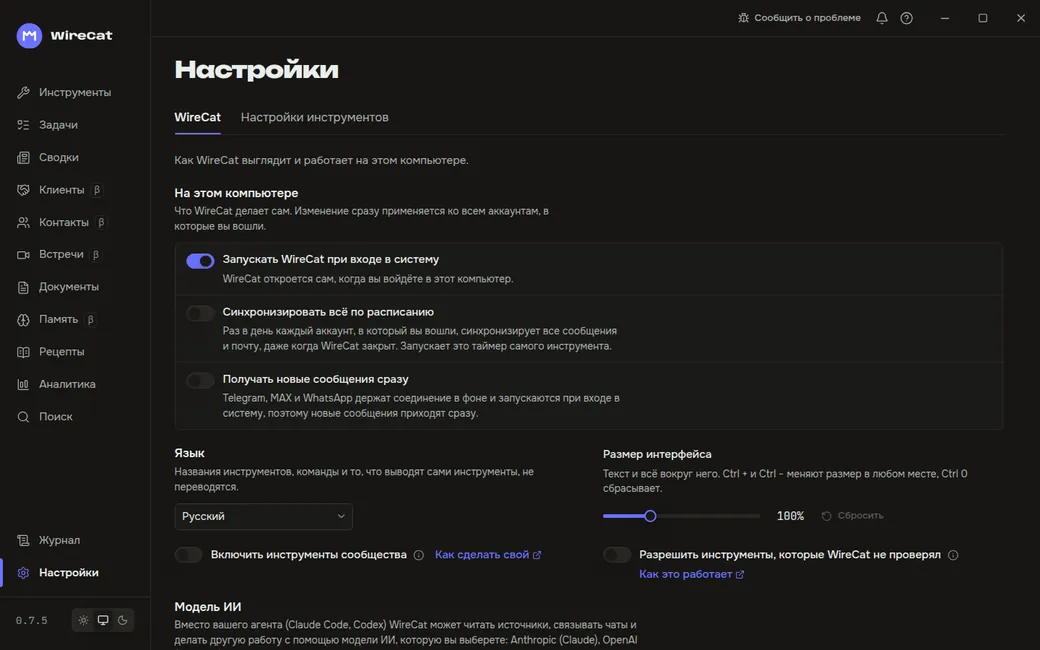 WireCat
Сообщить о проблеме
Инструменты
Задачи
Сводки
Клиенты β
Контакты β
Встречи β
Документы
Память β
Рецепты
Аналитика
Поиск
Журнал
Настройки
0.7.5
Настройки
WireCat
Настройки инструментов
Как WireCat выглядит и работает на этом компьютере.
На этом компьютере
Что WireCat делает сам. Изменение сразу применяется ко всем аккаунтам, в
которые вы вошли.
Запускать WireCat при входе в систему
WireCat откроется сам, когда вы войдёте в этот компьютер.
Синхронизировать всё по расписанию
Раз в день каждый аккаунт, в который вы вошли, синхронизирует все сообщения
и почту, даже когда WireCat закрыт. Запускает это таймер самого инструмента.
Получать новые сообщения сразу
Telegram, MAX и WhatsApp держат соединение в фоне и запускаются при входе в
систему, поэтому новые сообщения приходят сразу.
Язык
Названия инструментов, команды и то, что выводят сами инструменты, не
переводятся.
Русский
Включить инструменты сообщества
Как сделать свой
Размер интерфейса
Текст и всё вокруг него. Ctrl + и Ctrl − меняют размер в любом месте, Ctrl 0
сбрасывает.
100%
Сбросить
Разрешить инструменты, которые WireCat не проверял
Как это работает
Модель ИИ
Вместо вашего агента (Claude Code, Codex) WireCat может читать источники, связывать чаты и
делать другую работу с помощью модели ИИ, которую вы выберете: Anthropic (Claude), OpenAI